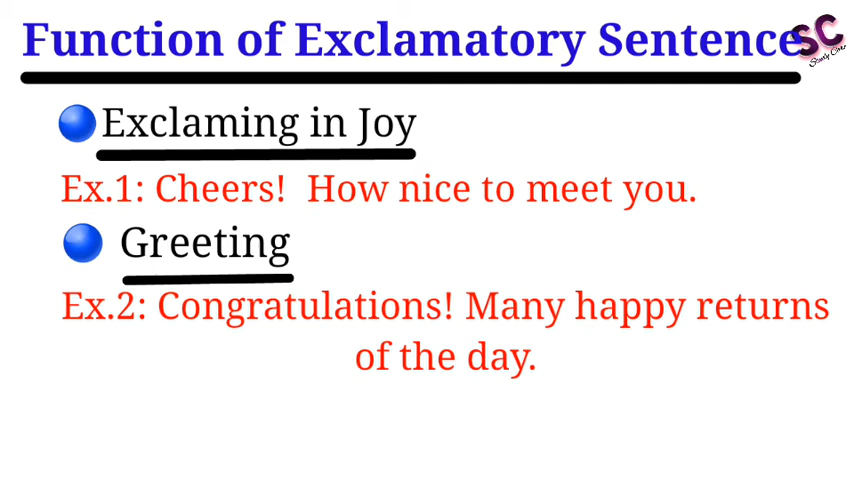 Function of Exclamatory Sentence
SC
Exclaming in Joy
Ex.1: Cheers! How nice to meet you.
Greeting
Ex.2: Congratulations! Many happy returns
of the day.